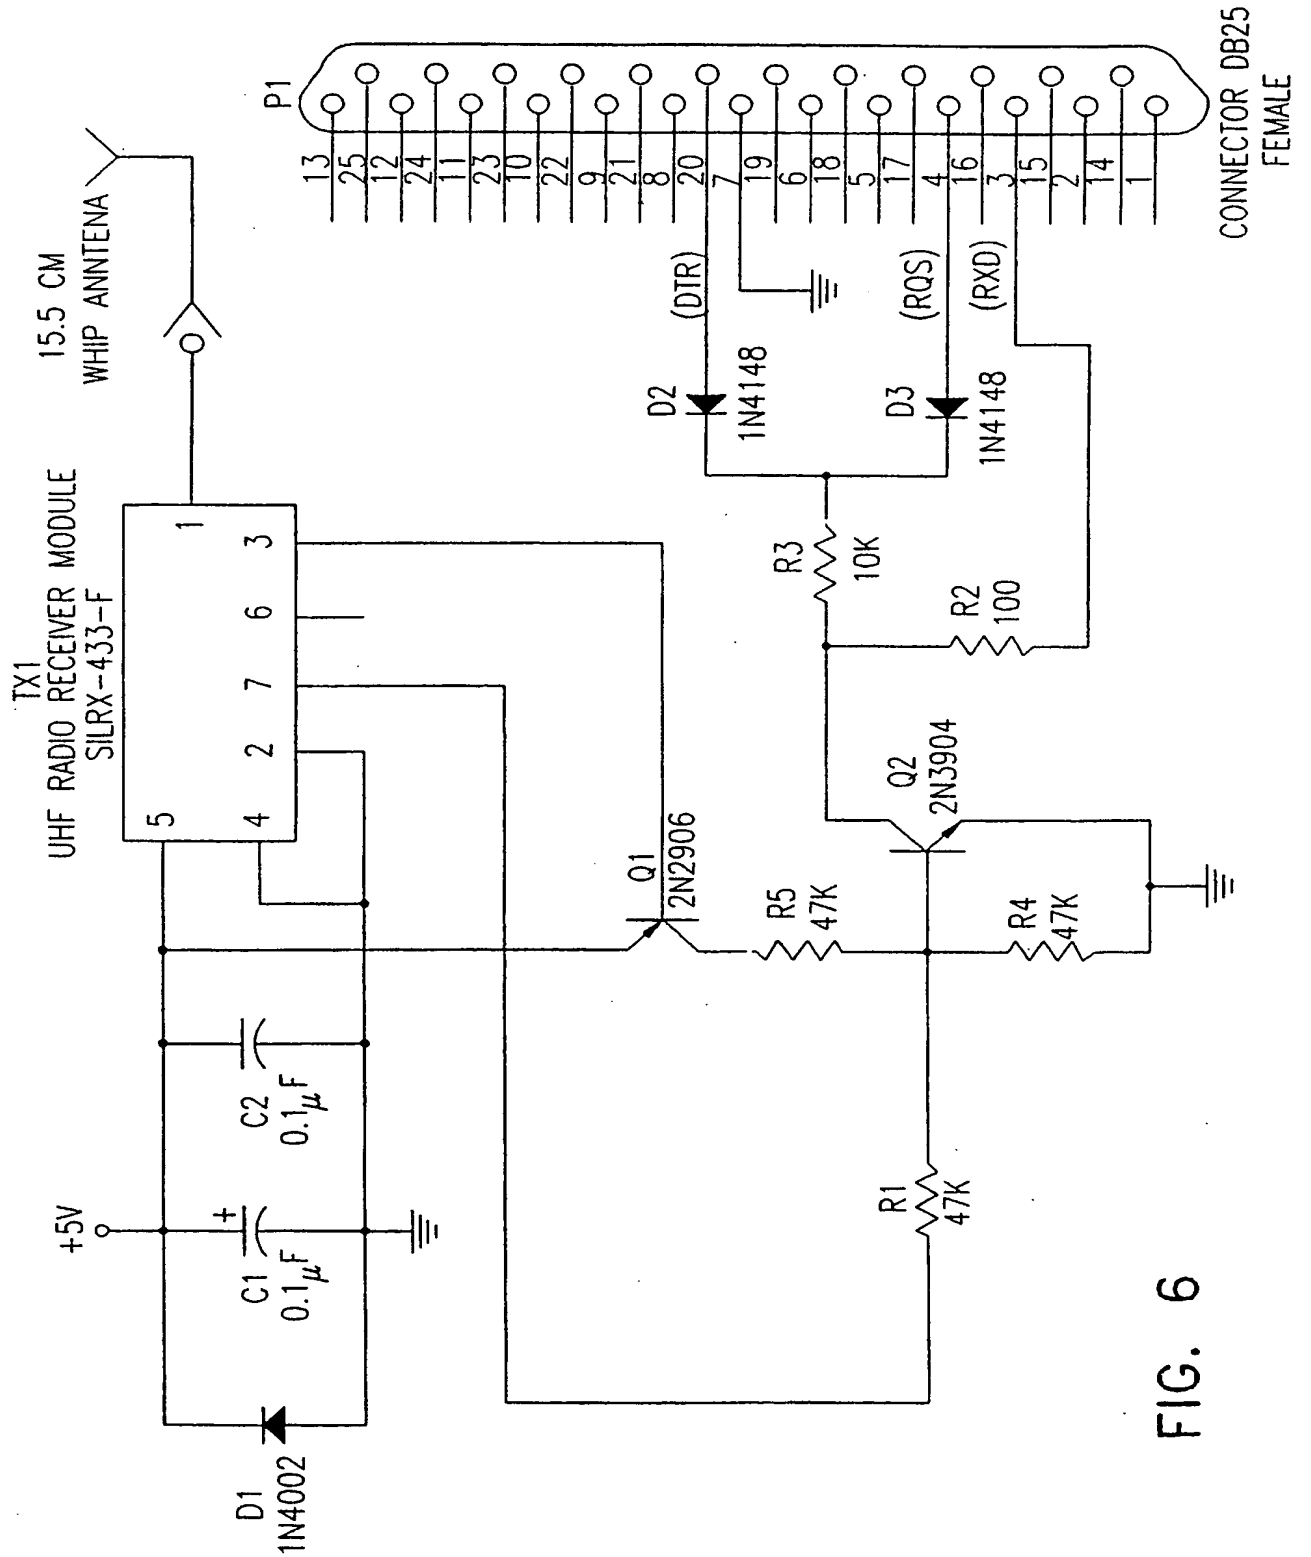 TX1
UHF RADIO RECEIVER MODULE
SILRX-433-F
15.5 CM
WHIP ANNTENA
5
4
2
7
6
3
1
+5V
D1
1N4002
C1
0.1µF
+
C2
0.1µF
Q1
2N2906
R5
47K
R4
47K
R1
47K
Q2
2N3904
R3
10K
R2
100
D2
1N4148
D3
1N4148
(DTR)
(RQS)
(RXD)
P1
13
25
12
24
11
23
10
22
9
21
8
20
7
19
6
18
5
17
4
16
3
15
2
14
1
CONNECTOR DB25
FEMALE
FIG. 6